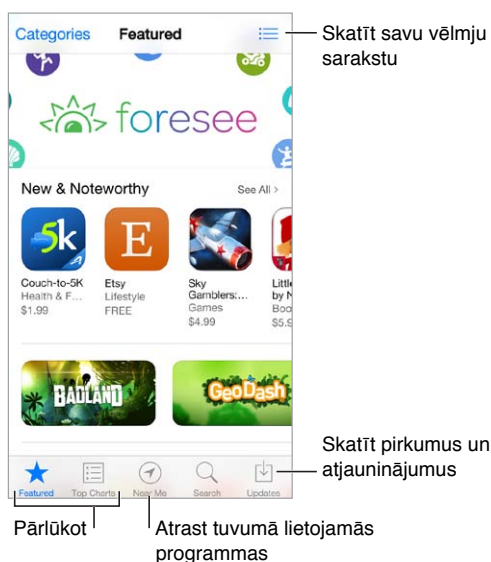 Categories Featured
Skatīt savu vēlmju
sarakstu
foresee
New & Noteworthy See All >
5k
E
Couch-to-5K
Health & F...
$1.99
Etsy
Lifestyle
FREE
Sky
Gamblers:...
Games
$4.99
Littl
by N
Boo
$5.9
BADLAND
GeoDash
Skatīt pirkumus un
atjauninājumus
Featured Top Charts Near Me Search Updates
Pārlūkot
Atrast tuvumā lietojamās
programmas